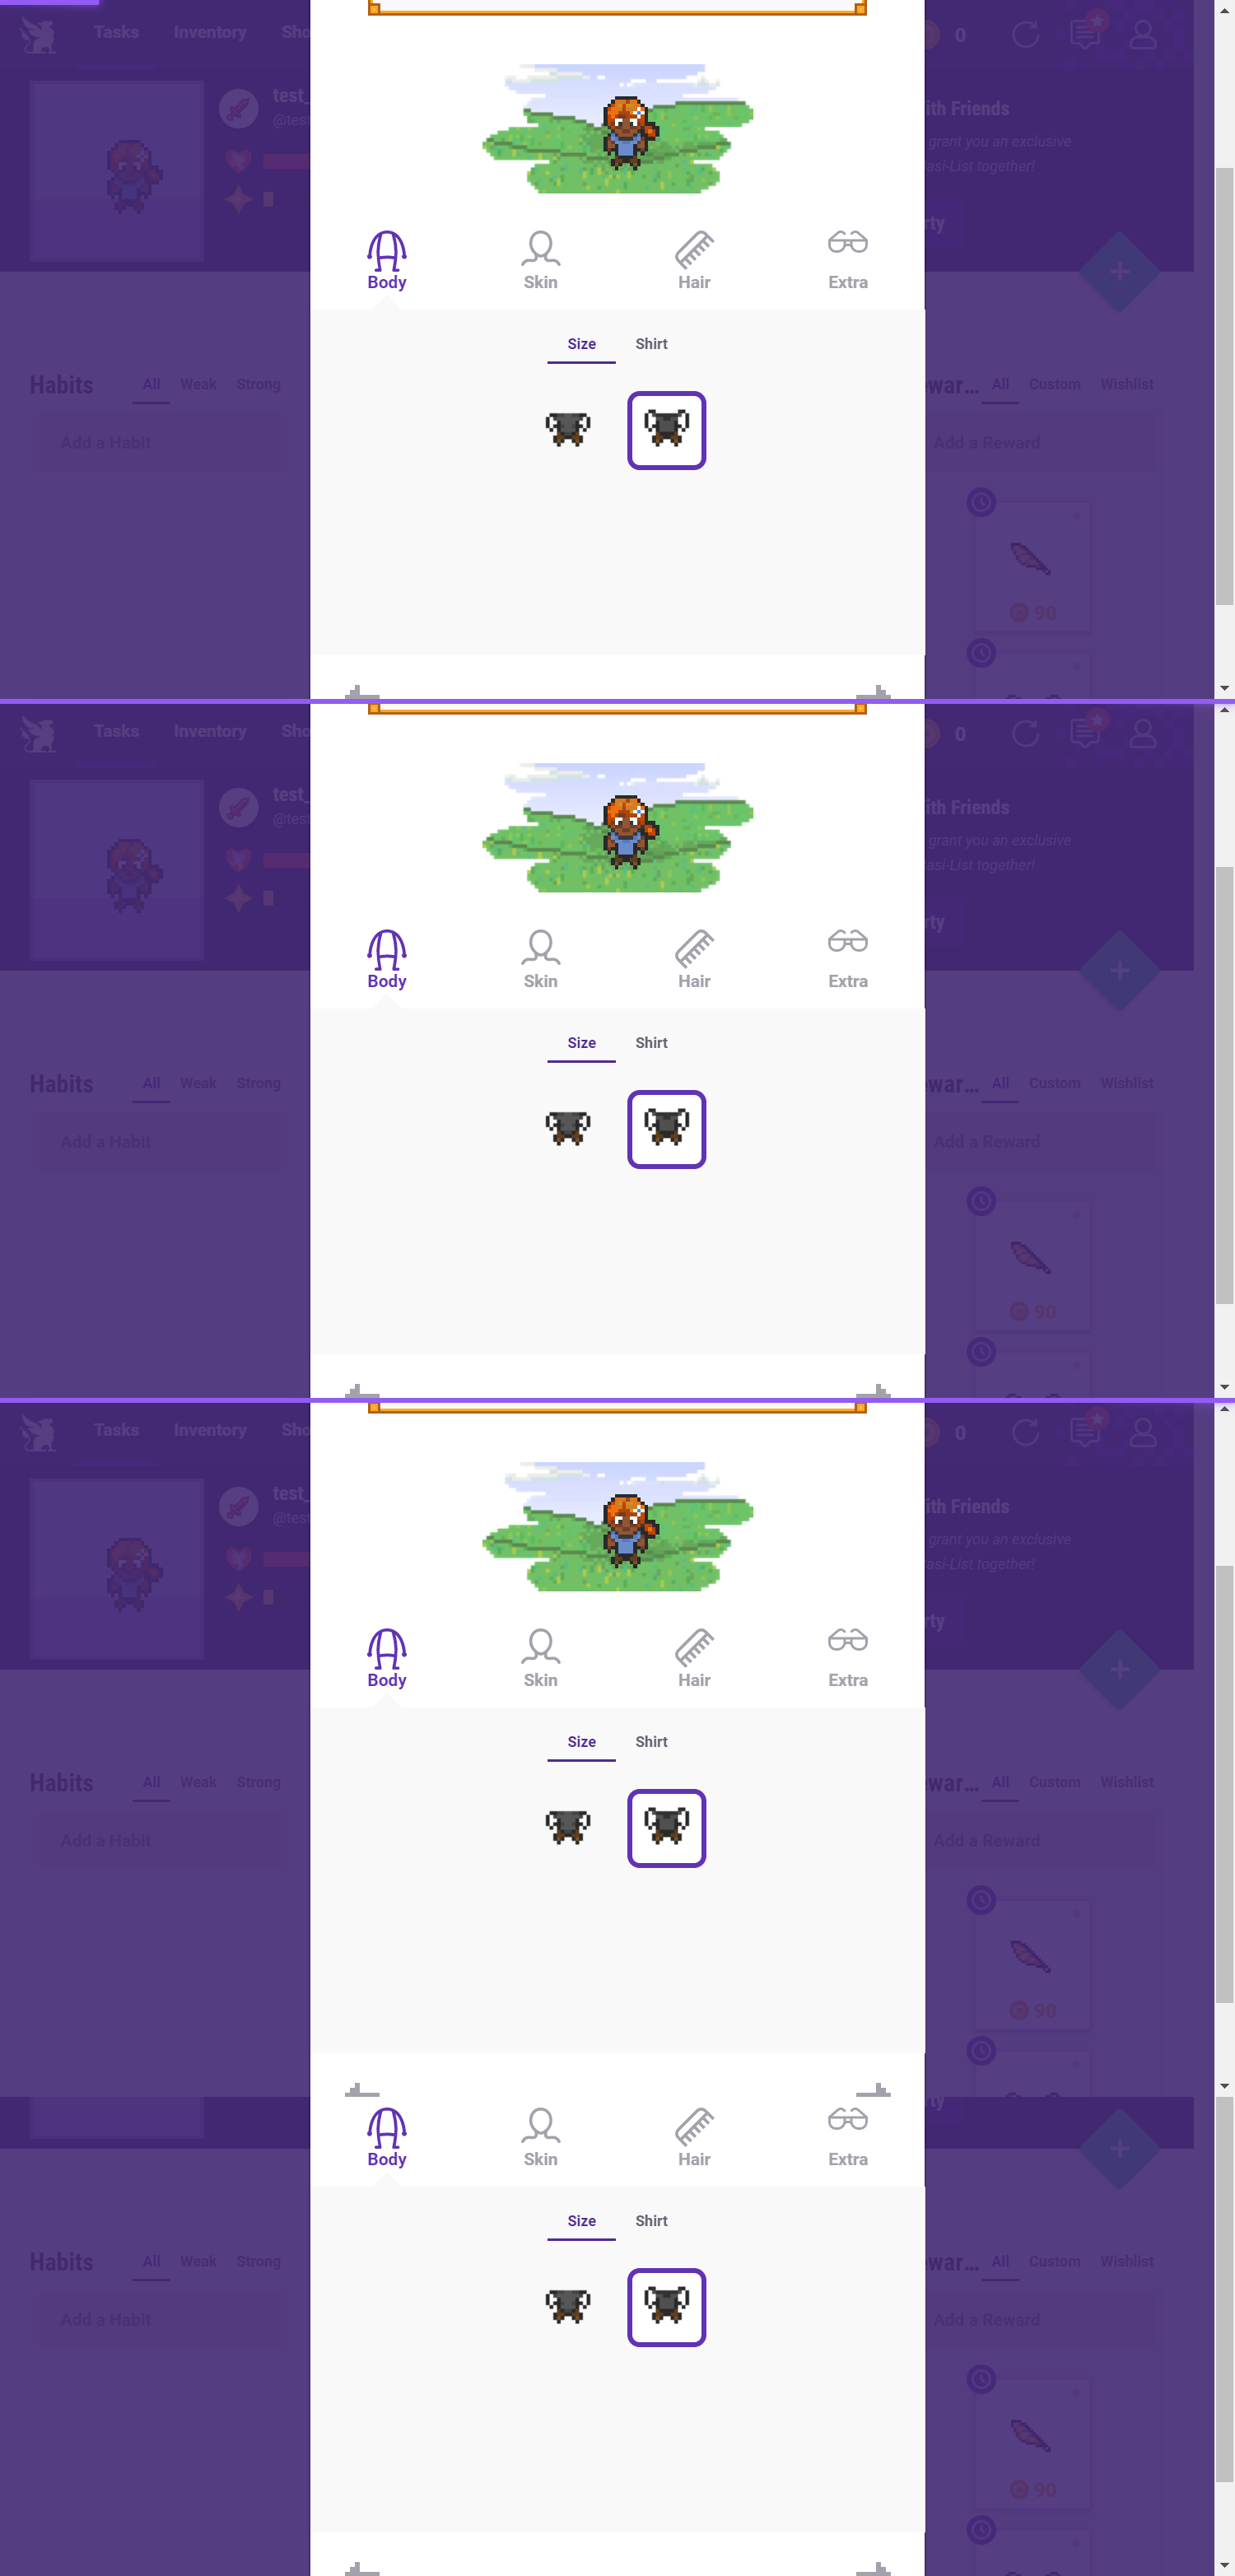 Tasks Inventory Sho 0
test_ ith Friends
@test grant you an exclusive
asi-List together!
rty
Body Skin Hair Extra
Size Shirt
Habits All Weak Strong ewar... All Custom Wishlist
Add a Habit Add a Reward
90
Tasks Inventory Sho 0
test_ ith Friends
@test grant you an exclusive
asi-List together!
rty
Body Skin Hair Extra
Size Shirt
Habits All Weak Strong ewar... All Custom Wishlist
Add a Habit Add a Reward
90
Tasks Inventory Sho 0
test_ ith Friends
@test grant you an exclusive
asi-List together!
rty
Body Skin Hair Extra
Size Shirt
Habits All Weak Strong ewar... All Custom Wishlist
Add a Habit Add a Reward
90
rty
Body Skin Hair Extra
Size Shirt
Habits All Weak Strong ewar... All Custom Wishlist
Add a Habit Add a Reward
90